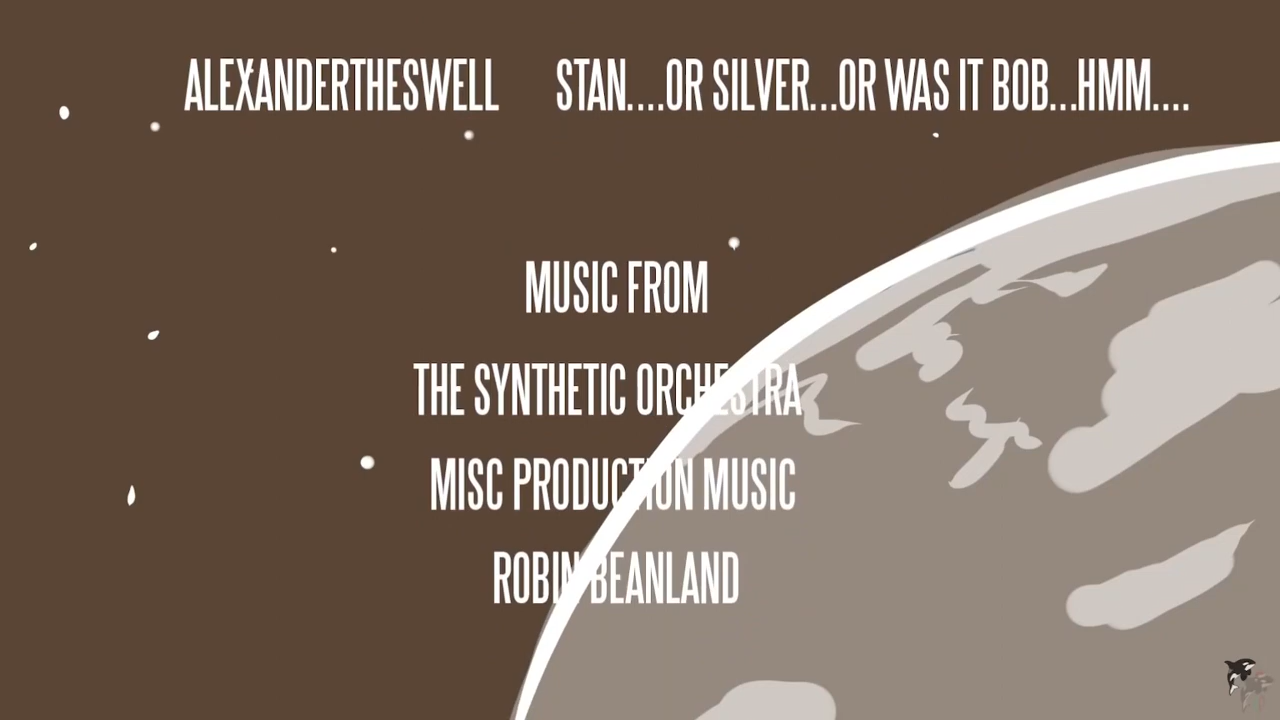 ALEXANDERTHESWELL STAN....OR SILVER...OR WAS IT BOB...HMM....
MUSIC FROM
THE SYNTHETIC ORCHESTRA
MISC PRODUCTION MUSIC
ROBIN BEANLAND